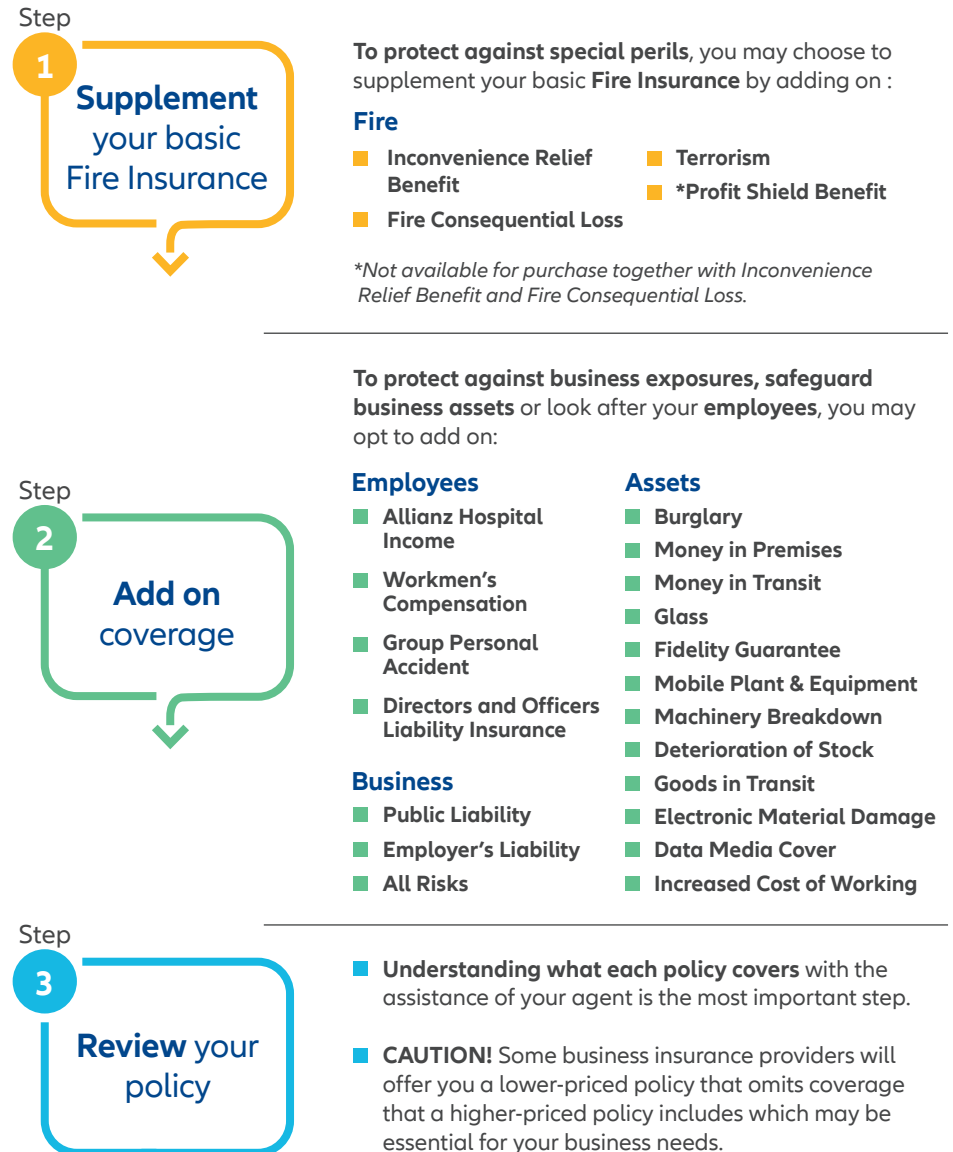 Step
1
Supplement
your basic
Fire Insurance
To protect against special perils, you may choose to
supplement your basic Fire Insurance by adding on :
Fire
Inconvenience Relief
Benefit
Fire Consequential Loss
Terrorism
*Profit Shield Benefit
*Not available for purchase together with Inconvenience
Relief Benefit and Fire Consequential Loss.
Step
2
Add on
coverage
To protect against business exposures, safeguard
business assets or look after your employees, you may
opt to add on:
Employees
Allianz Hospital
Income
Workmen's
Compensation
Group Personal
Accident
Directors and Officers
Liability Insurance
Business
Public Liability
Employer's Liability
All Risks
Assets
Burglary
Money in Premises
Money in Transit
Glass
Fidelity Guarantee
Mobile Plant & Equipment
Machinery Breakdown
Deterioration of Stock
Goods in Transit
Electronic Material Damage
Data Media Cover
Increased Cost of Working
Step
3
Review your
policy
Understanding what each policy covers with the
assistance of your agent is the most important step.
CAUTION! Some business insurance providers will
offer you a lower-priced policy that omits coverage
that a higher-priced policy includes which may be
essential for your business needs.